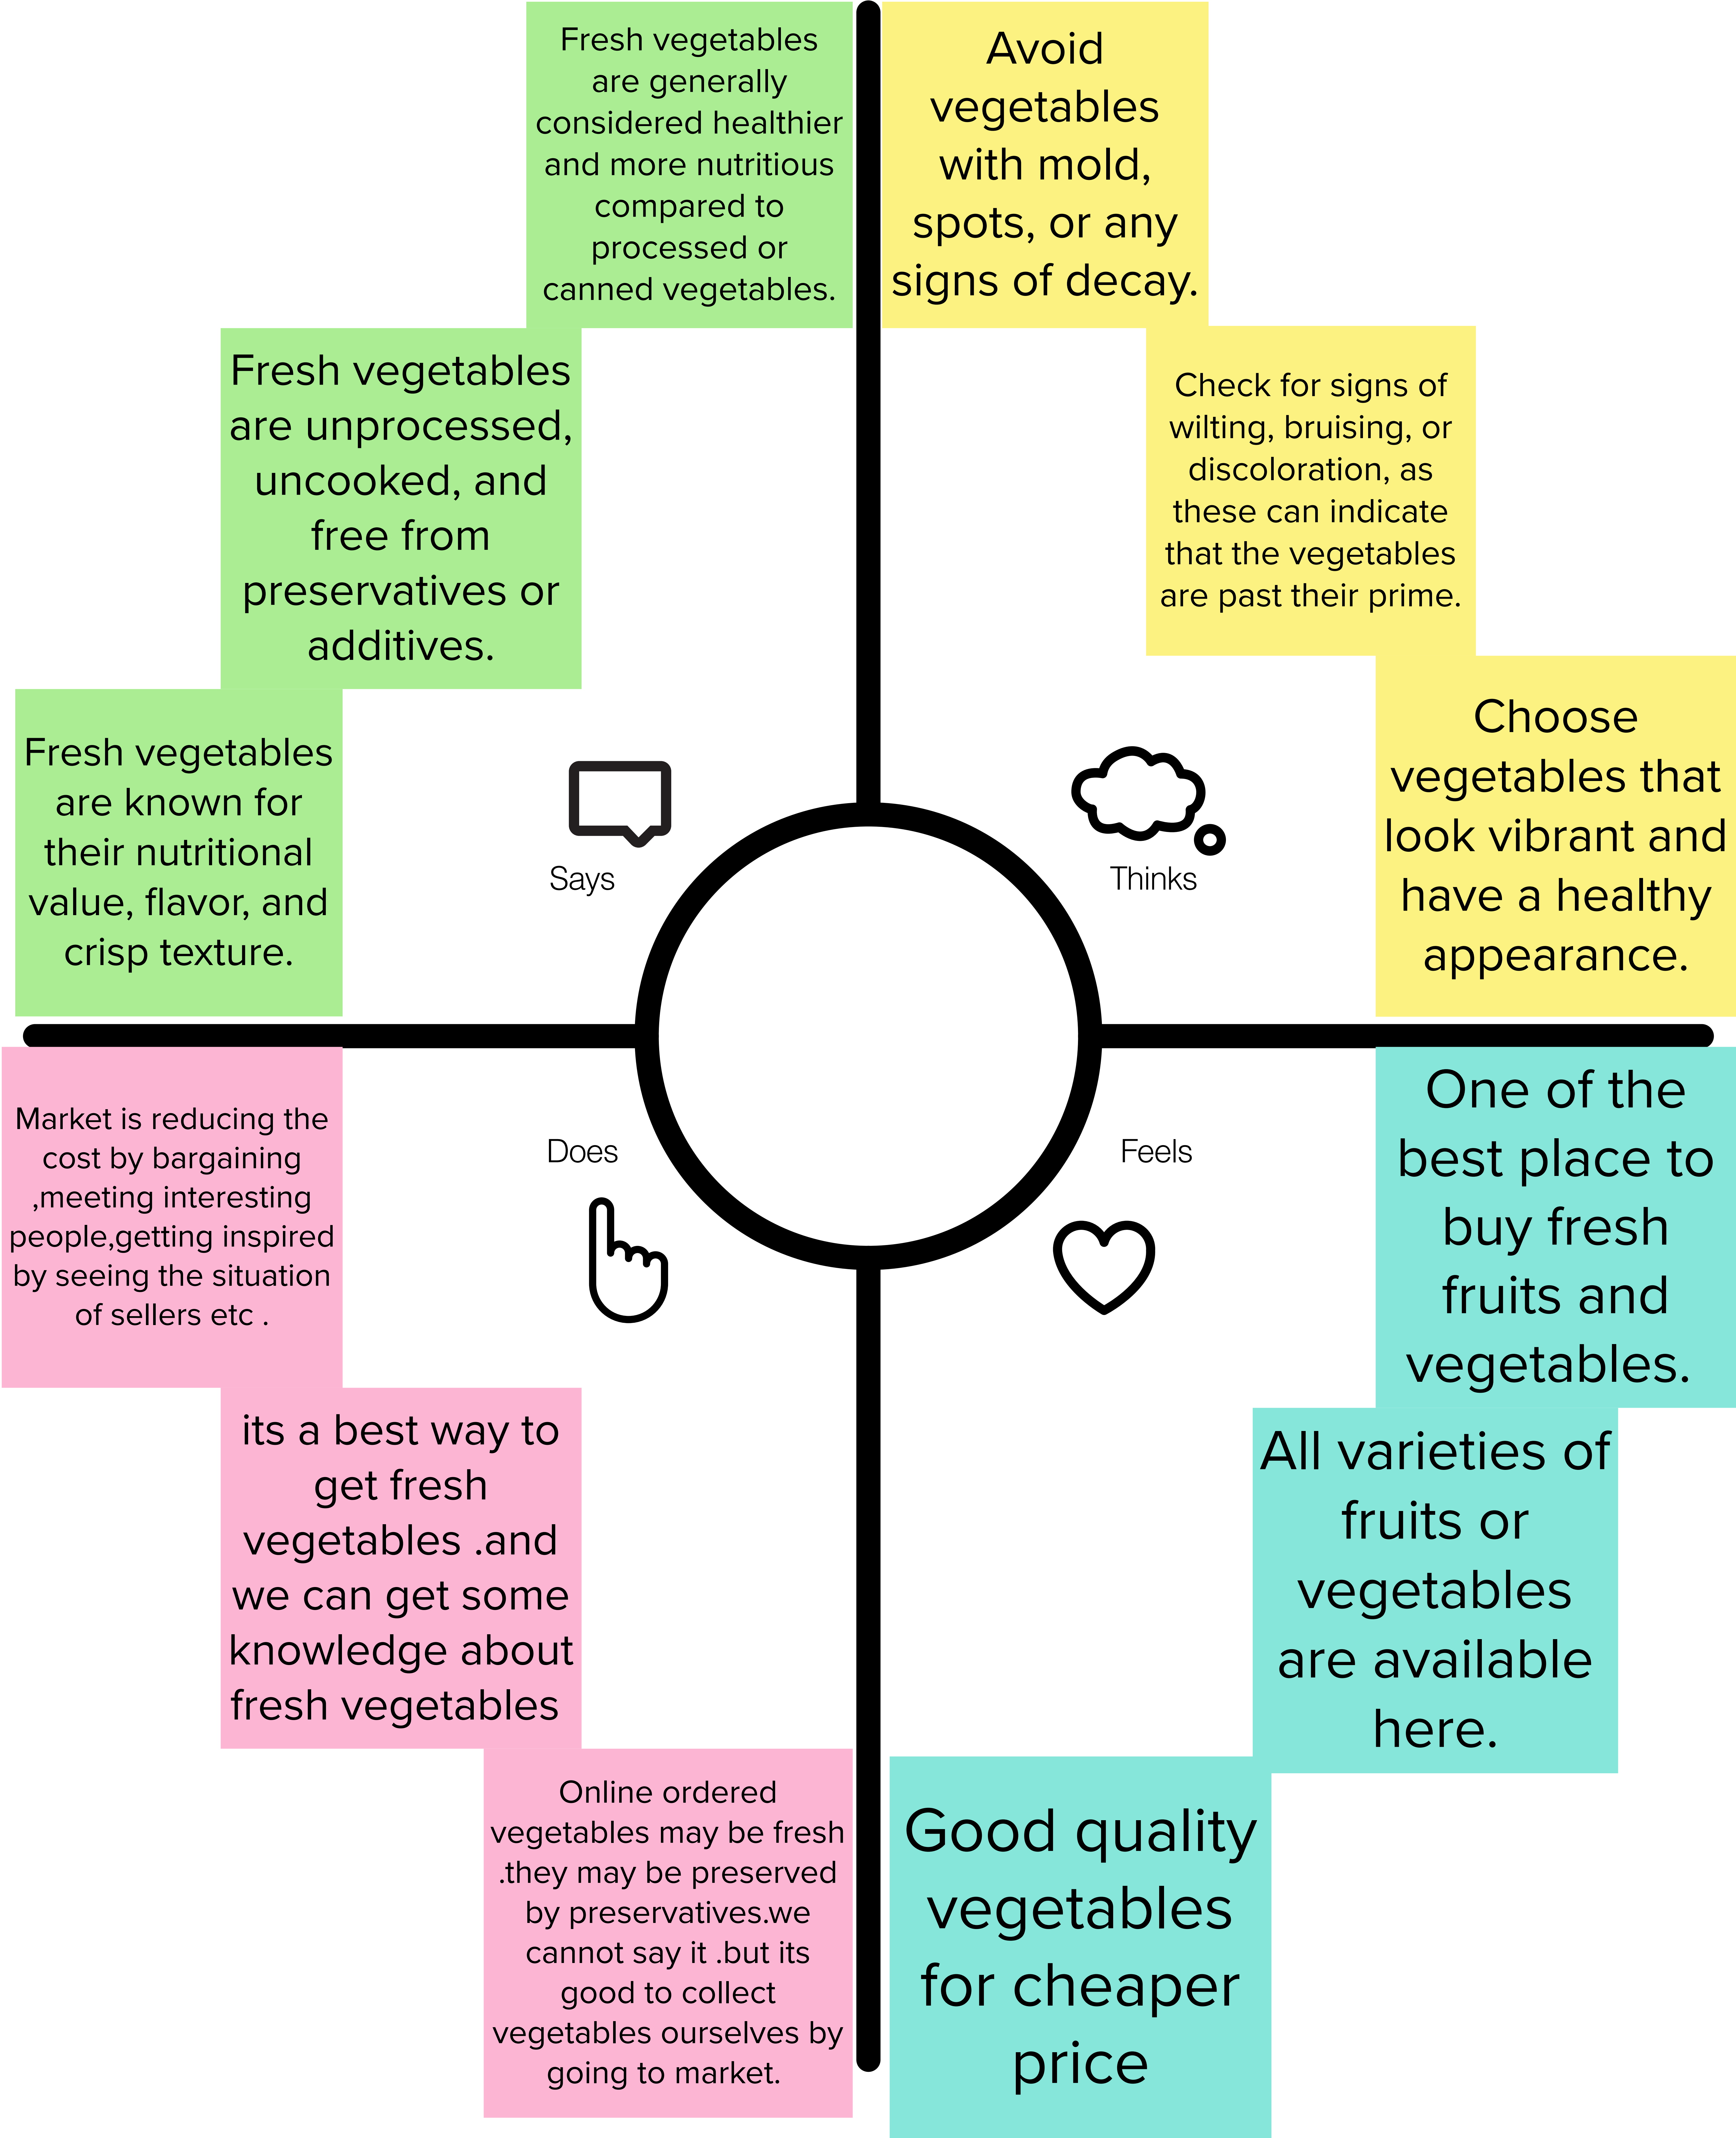 Fresh vegetables
are generally
considered healthier
and more nutritious
compared to
processed or
canned vegetables.
Fresh vegetables
are unprocessed,
uncooked, and
free from
preservatives or
additives.
Fresh vegetables
are known for
their nutritional
value, flavor, and
crisp texture.
Says
Avoid
vegetables
with mold,
spots, or any
signs of decay.
Check for signs of
wilting, bruising, or
discoloration, as
these can indicate
that the vegetables
are past their prime.
Choose
vegetables that
look vibrant and
have a healthy
appearance.
Thinks
Market is reducing the
cost by bargaining
,meeting interesting
people,getting inspired
by seeing the situation
of sellers etc .
Does
its a best way to
get fresh
vegetables .and
we can get some
knowledge about
fresh vegetables
Online ordered
vegetables may be fresh
.they may be preserved
by preservatives.we
cannot say it .but its
good to collect
vegetables ourselves by
going to market.
Feels
One of the
best place to
buy fresh
fruits and
vegetables.
All varieties of
fruits or
vegetables
are available
here.
Good quality
vegetables
for cheaper
price